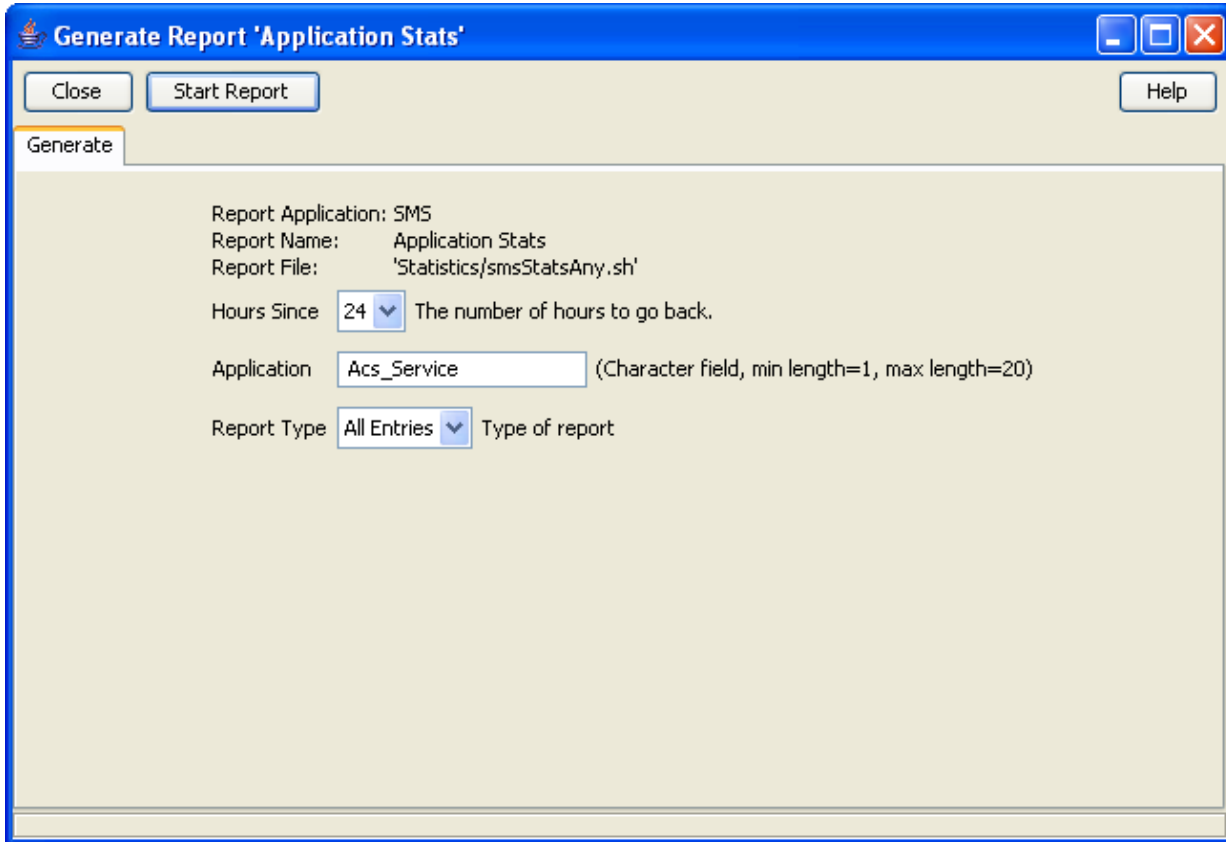 Generate Report 'Application Stats'
Close Start Report Help
Generate
Report Application: SMS
Report Name: Application Stats
Report File: 'Statistics/smsStatsAny.sh'
Hours Since 24 The number of hours to go back.
Application Acs_Service (Character field, min length=1, max length=20)
Report Type All Entries Type of report